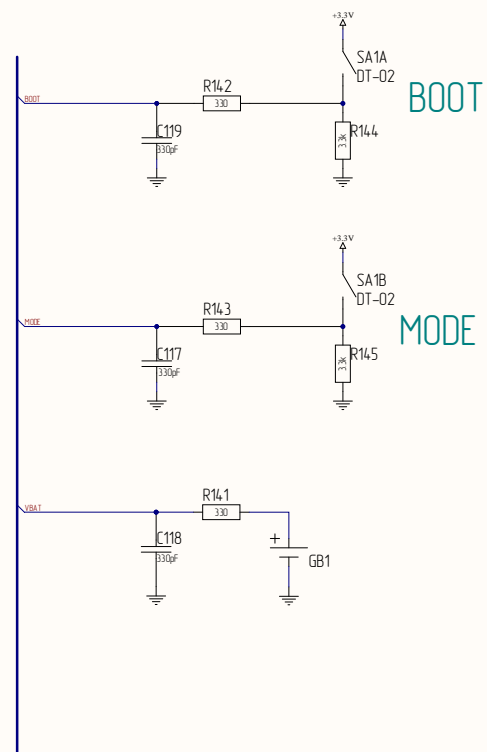 +3.3V
SA1A
DT-02
R142
BOOT
BOOT
330
C119
330pF
R144
3.3k
+3.3V
SA1B
DT-02
R143
MODE
MODE
330
C117
330pF
R145
3.3k
R141
VBAT
330
C118
330pF
+
GB1